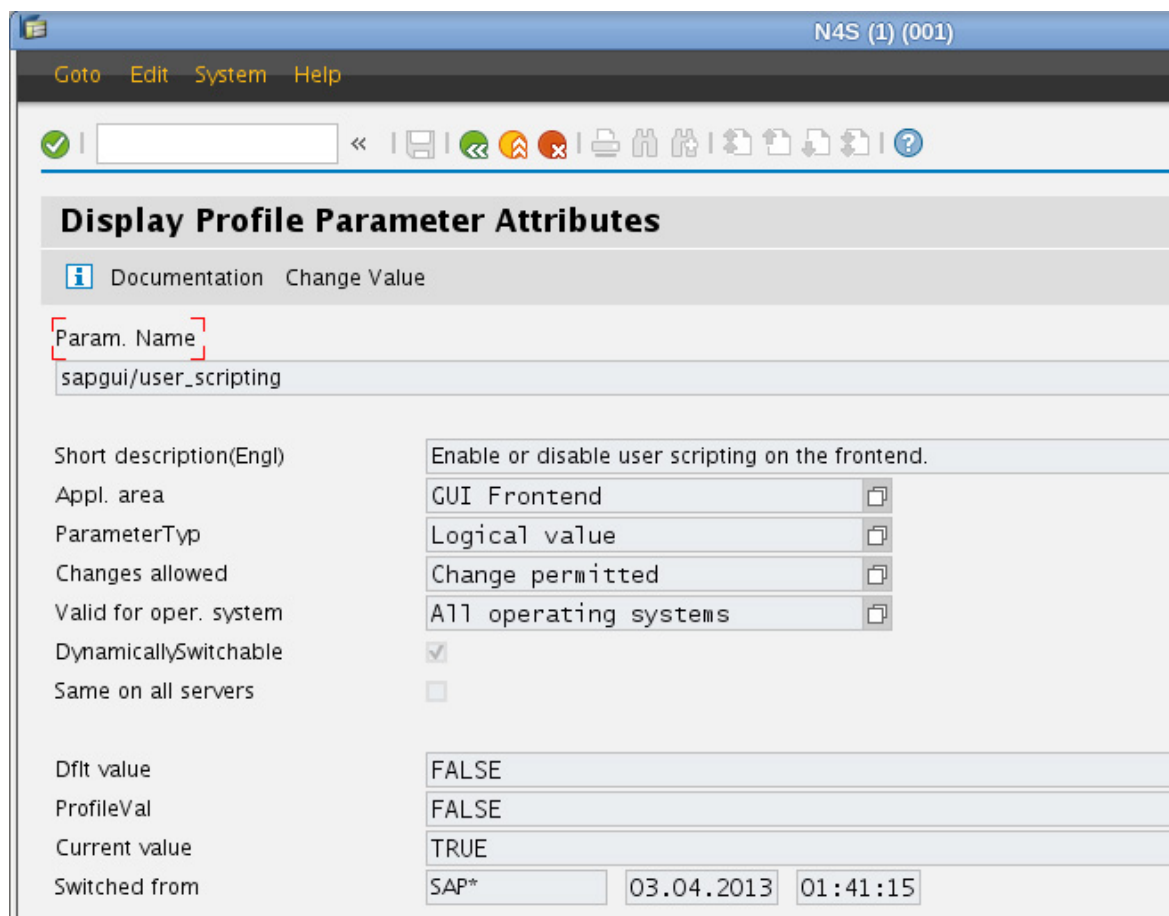 N4S (1) (001)
Goto Edit System Help
Display Profile Parameter Attributes
Documentation Change Value
Param. Name
sapgui/user_scripting
Short description(Engl) Enable or disable user scripting on the frontend.
Appl. area GUI Frontend
ParameterTyp Logical value
Changes allowed Change permitted
Valid for oper. system All operating systems
DynamicallySwitchable
Same on all servers
Dflt value FALSE
ProfileVal FALSE
Current value TRUE
Switched from SAP* 03.04.2013 01:41:15